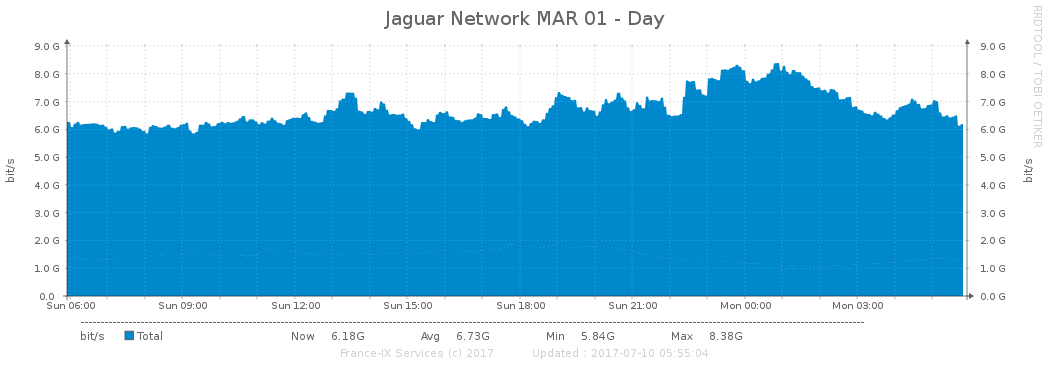 Jaguar Network MAR 01 - Day
RRDTOOL / TOBI OETIKER
9.0 G 9.0 G
8.0 G 8.0 G
7.0 G 7.0 G
6.0 G 6.0 G
5.0 G 5.0 G
4.0 G 4.0 G
3.0 G 3.0 G
2.0 G 2.0 G
1.0 G 1.0 G
0.0 0.0 G
bit/s bit/s
Sun 06:00 Sun 09:00 Sun 12:00 Sun 15:00 Sun 18:00 Sun 21:00 Mon 00:00 Mon 03:00
bit/s Total Now 6.18G Avg 6.73G Min 5.84G Max 8.38G
France-IX Services (c) 2017 Updated : 2017-07-10 05:55:04